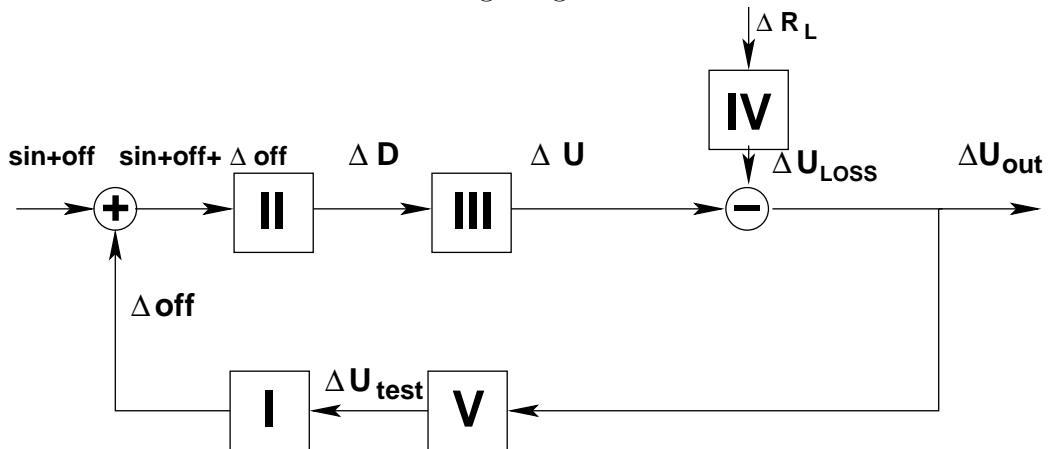 Δ R L
IV
sin+off
sin+off+ Δ off
Δ D
Δ U
Δ U LOSS
ΔU out
+
II
III
−
Δ off
I
Δ U test
V